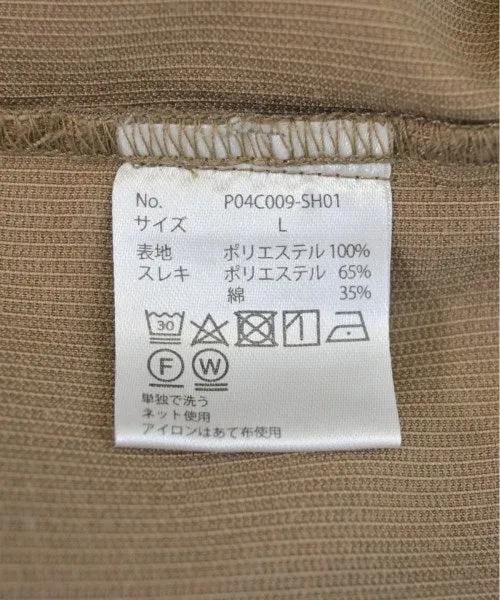 No. P04C009-SH01
サイズ L
表地 ポリエステル 100%
スレキ ポリエステル 65%
綿 35%
30
F W
単独で洗う
ネット使用
アイロンはあて布使用